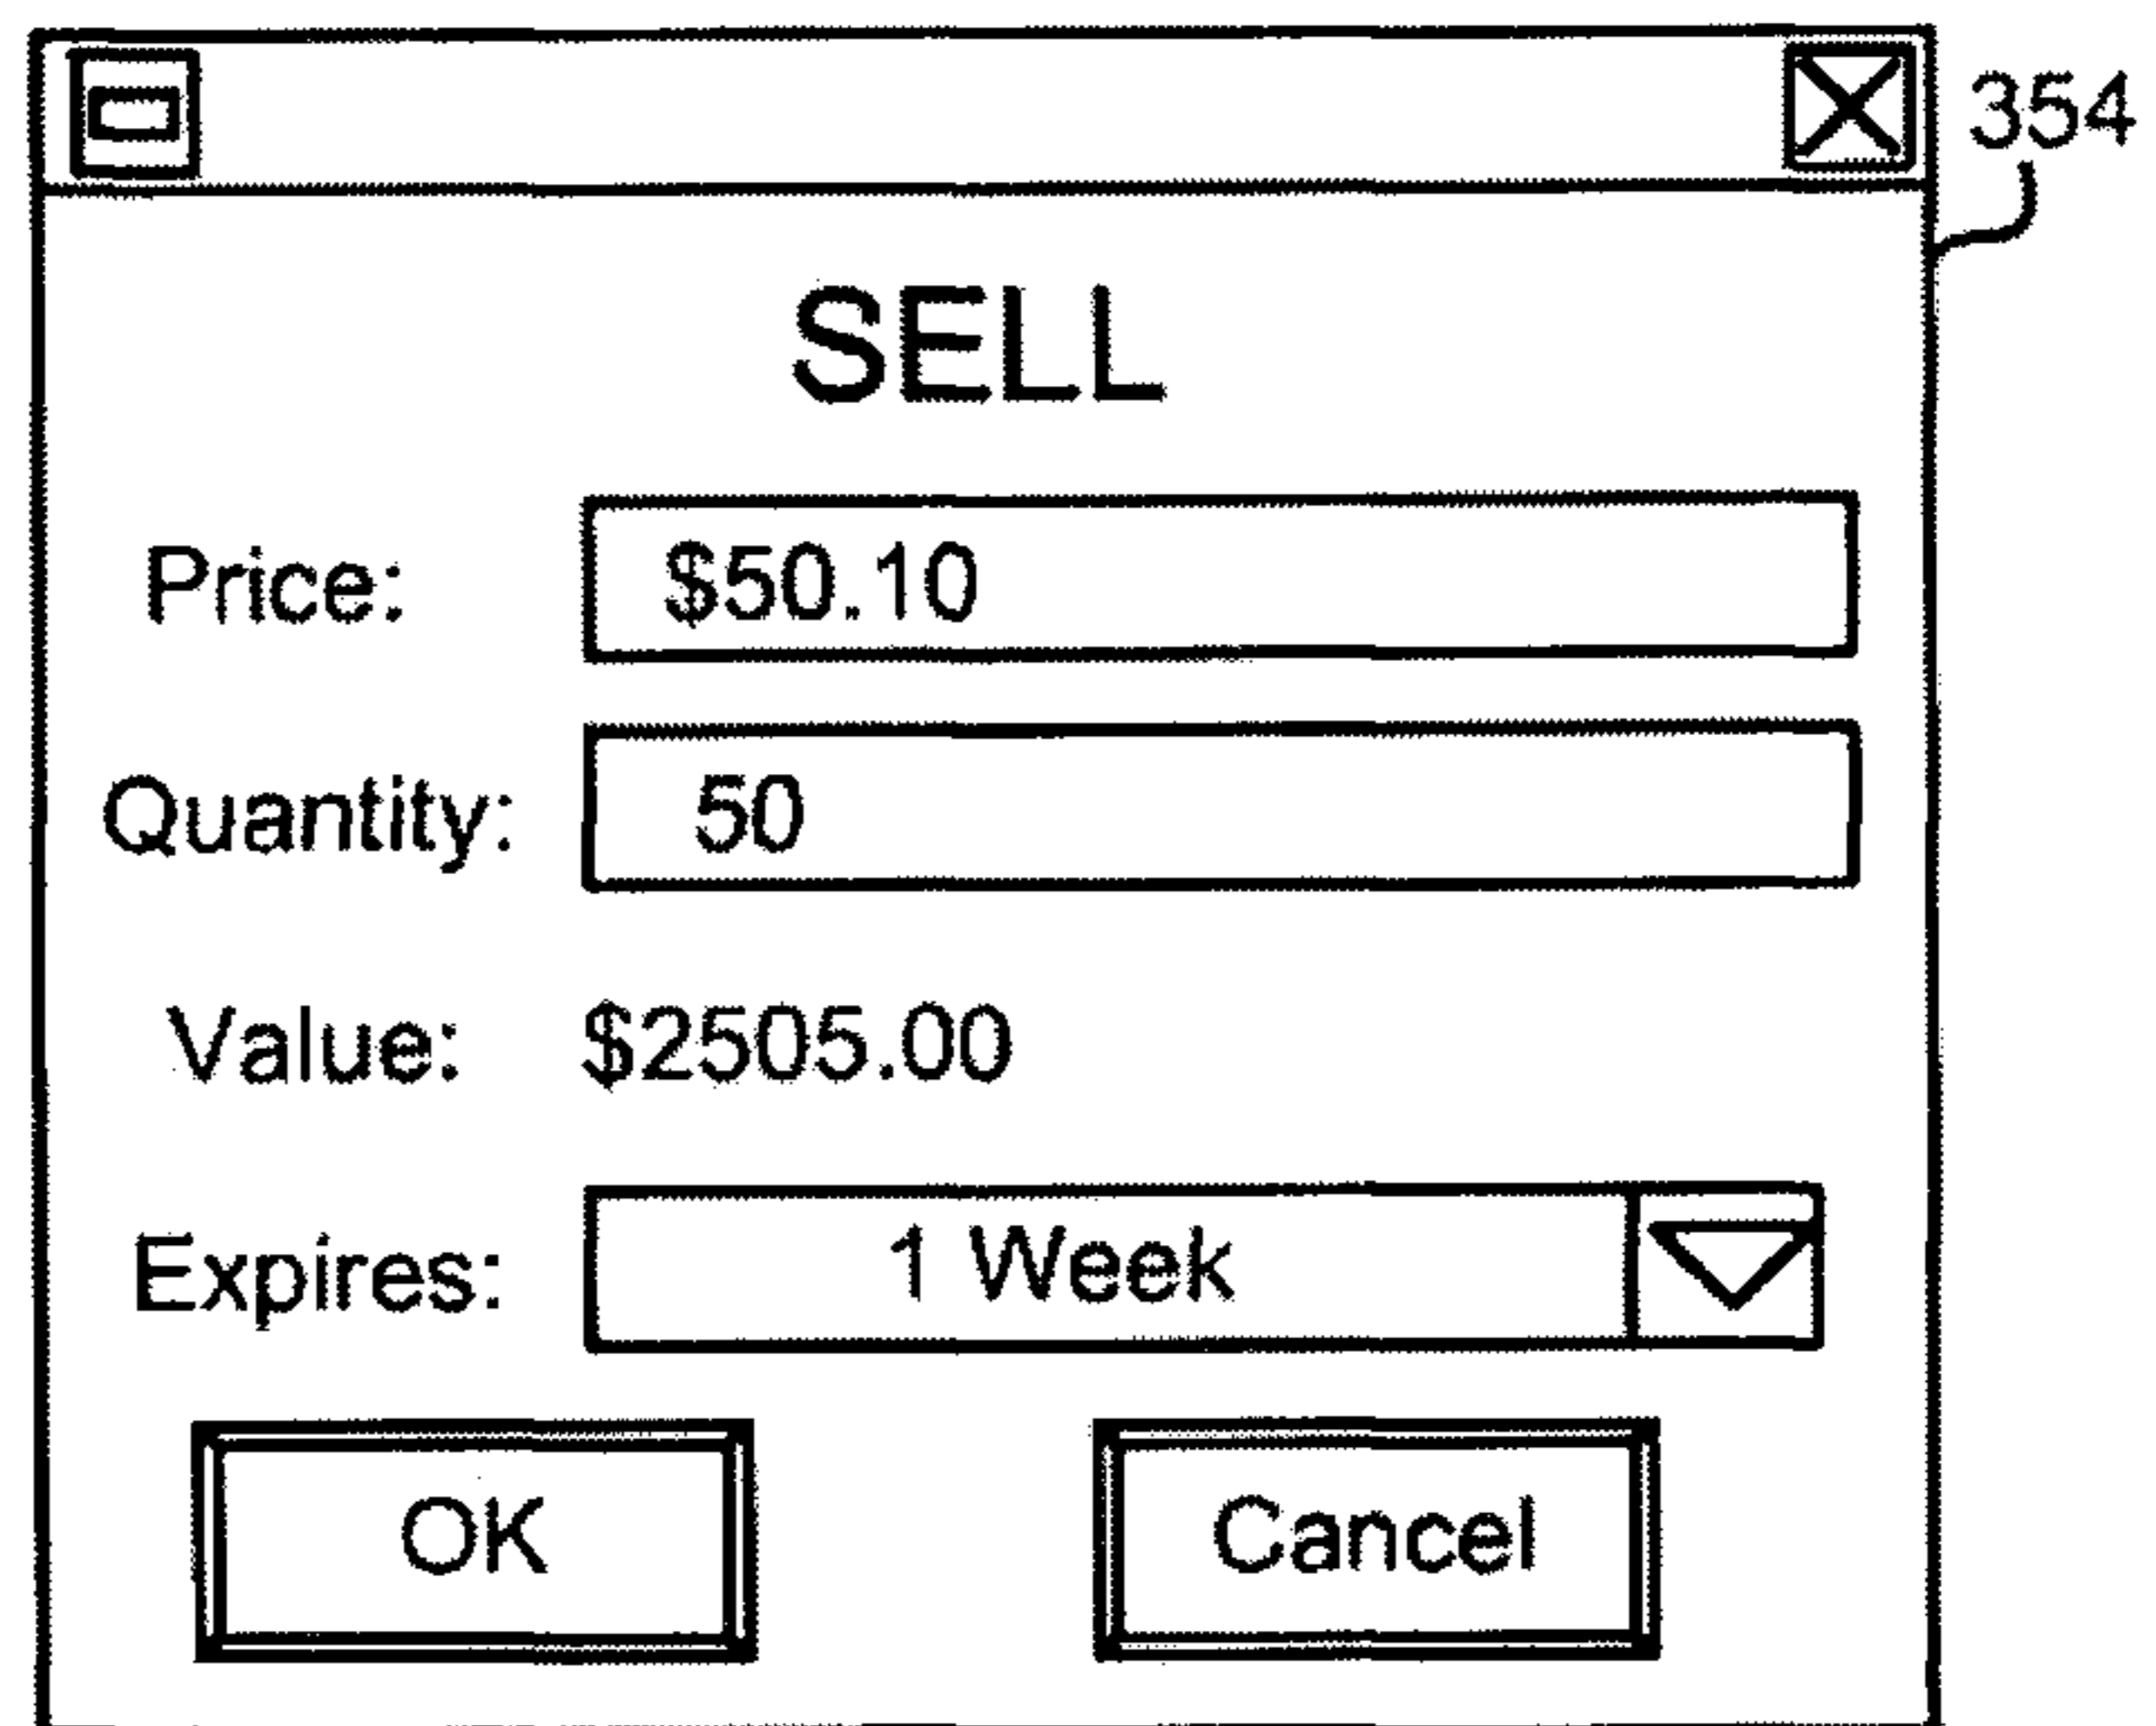 354
SELL
Price: $50.10
Quantity: 50
Value: $2505.00
Expires: 1 Week
OK Cancel